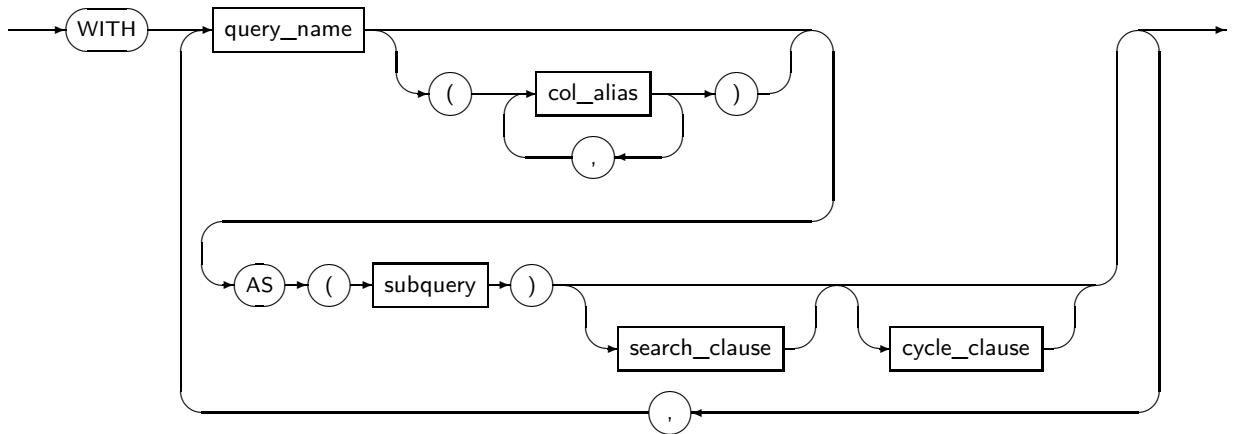 WITH query_name
( col_alias )
,
AS ( subquery )
search_clause cycle_clause
,